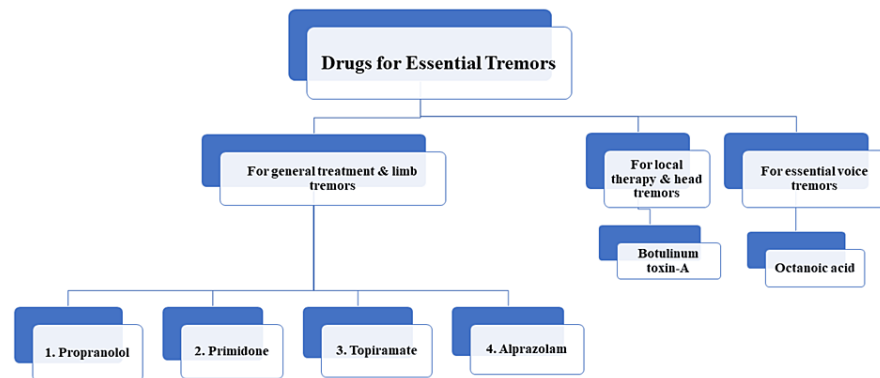 Drugs for Essential Tremors
For general treatment & limb
tremors
For local
therapy & head
tremors
For essential voice
tremors
Botulinum
toxin-A
Octanoic acid
1. Propranolol
2. Primidone
3. Topiramate
4. Alprazolam